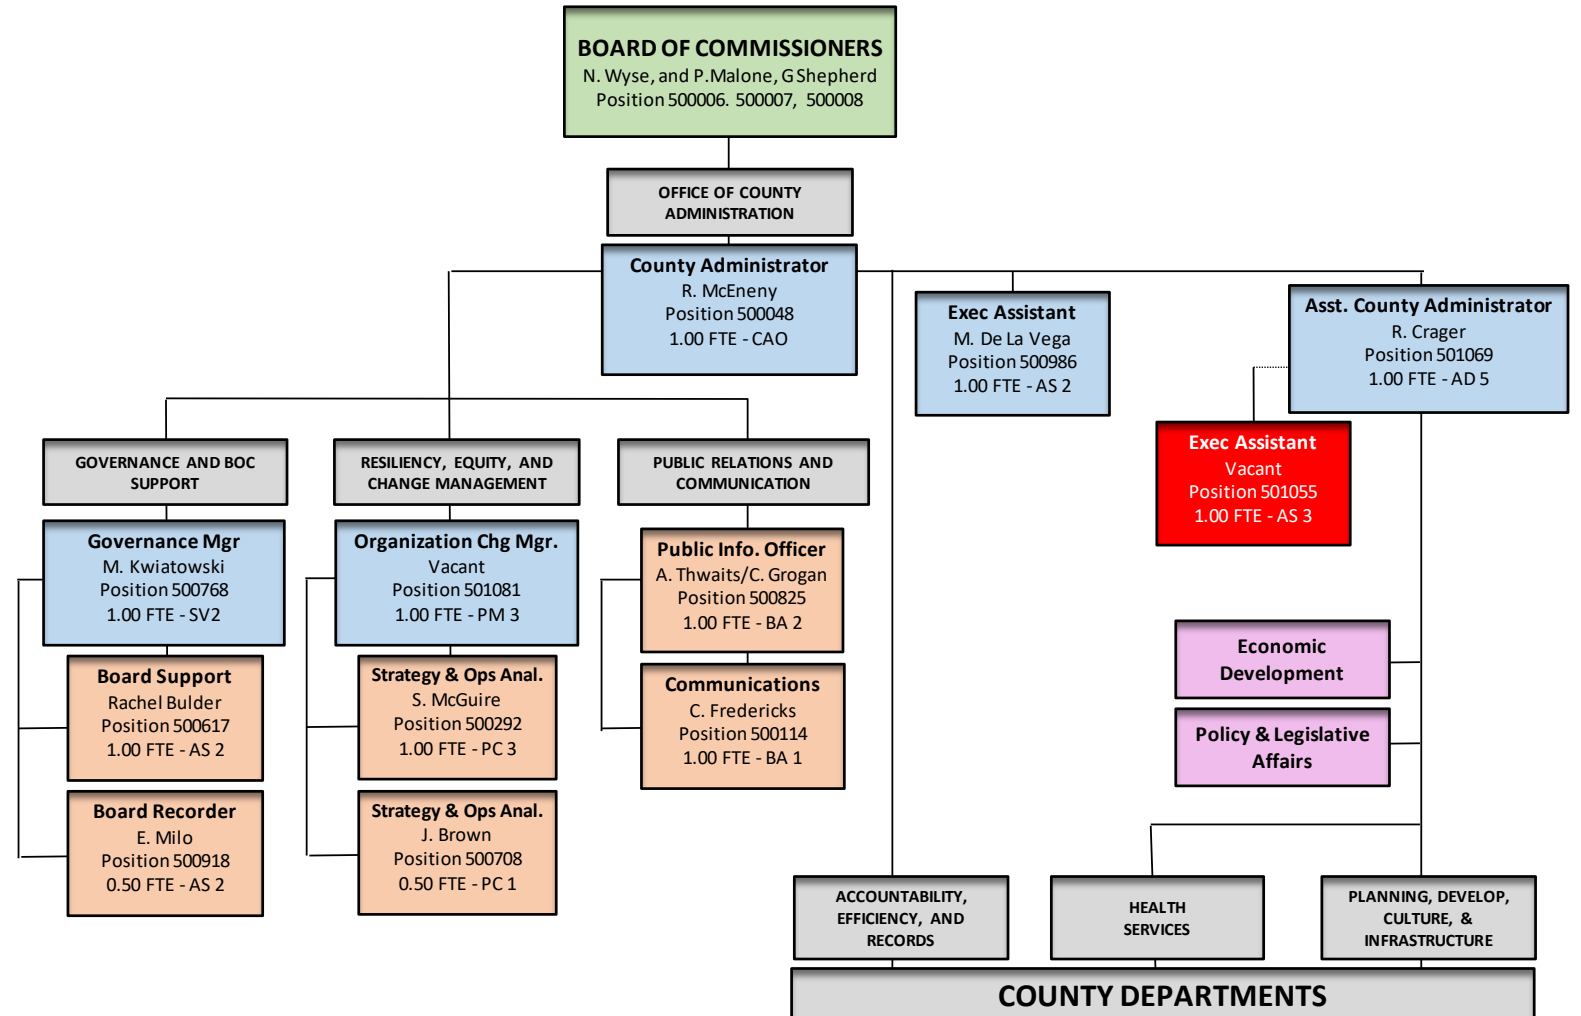 BOARD OF COMMISSIONERS
N. Wyse, and P.Malone, G Shepherd
Position 500006. 500007, 500008
OFFICE OF COUNTY
ADMINISTRATION
County Administrator
R. McEneny
Position 500048
1.00 FTE - CAO
Exec Assistant
M. De La Vega
Position 500986
1.00 FTE - AS 2
Asst. County Administrator
R. Crager
Position 501069
1.00 FTE - AD 5
Exec Assistant
Vacant
Position 501055
1.00 FTE - AS 3
GOVERNANCE AND BOC
SUPPORT
Governance Mgr
M. Kwiatowski
Position 500768
1.00 FTE - SV2
Board Support
Rachel Bulder
Position 500617
1.00 FTE - AS 2
Board Recorder
E. Milo
Position 500918
0.50 FTE - AS 2
RESILIENCY, EQUITY, AND
CHANGE MANAGEMENT
Organization Chg Mgr.
Vacant
Position 501081
1.00 FTE - PM 3
Strategy & Ops Anal.
S. McGuire
Position 500292
1.00 FTE - PC 3
Strategy & Ops Anal.
J. Brown
Position 500708
0.50 FTE - PC 1
PUBLIC RELATIONS AND
COMMUNICATION
Public Info. Officer
A. Thwaits/C. Grogan
Position 500825
1.00 FTE - BA 2
Communications
C. Fredericks
Position 500114
1.00 FTE - BA 1
Economic
Development
Policy & Legislative
Affairs
ACCOUNTABILITY,
EFFICIENCY, AND
RECORDS
HEALTH
SERVICES
PLANNING, DEVELOP,
CULTURE, &
INFRASTRUCTURE
COUNTY DEPARTMENTS